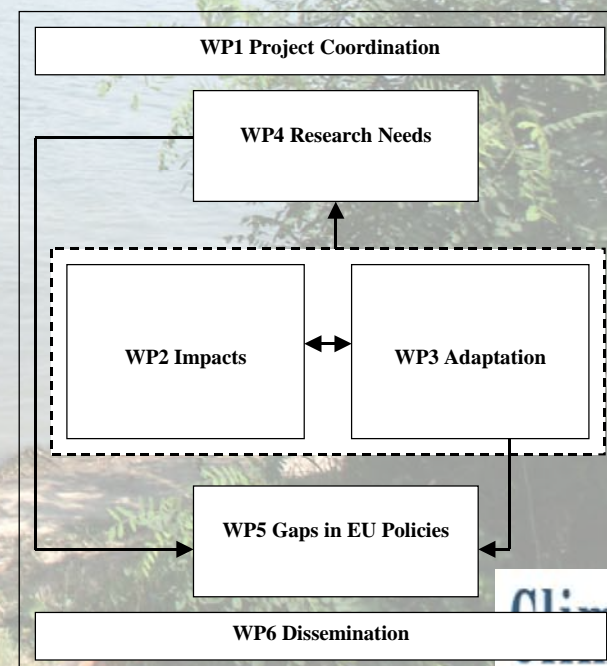 WP1 Project Coordination
WP4 Research Needs
WP2 Impacts
WP3 Adaptation
WP5 Gaps in EU Policies
WP6 Dissemination